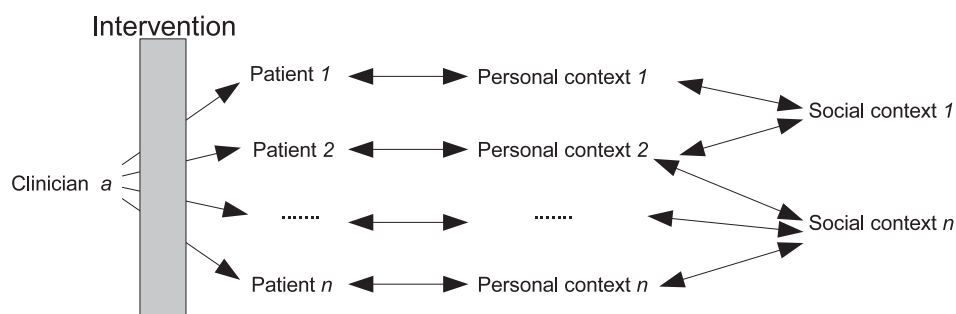 Intervention
Patient 1
Personal context 1
Social context 1
Patient 2
Personal context 2
Clinician a
.......
.......
Social context n
Patient n
Personal context n